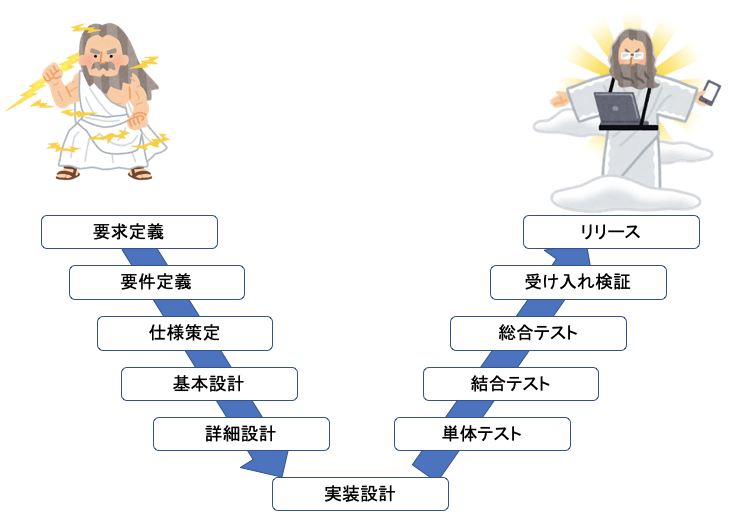 要求定義
要件定義
仕様策定
基本設計
詳細設計
実装設計
単体テスト
結合テスト
総合テスト
受け入れ検証
リリース